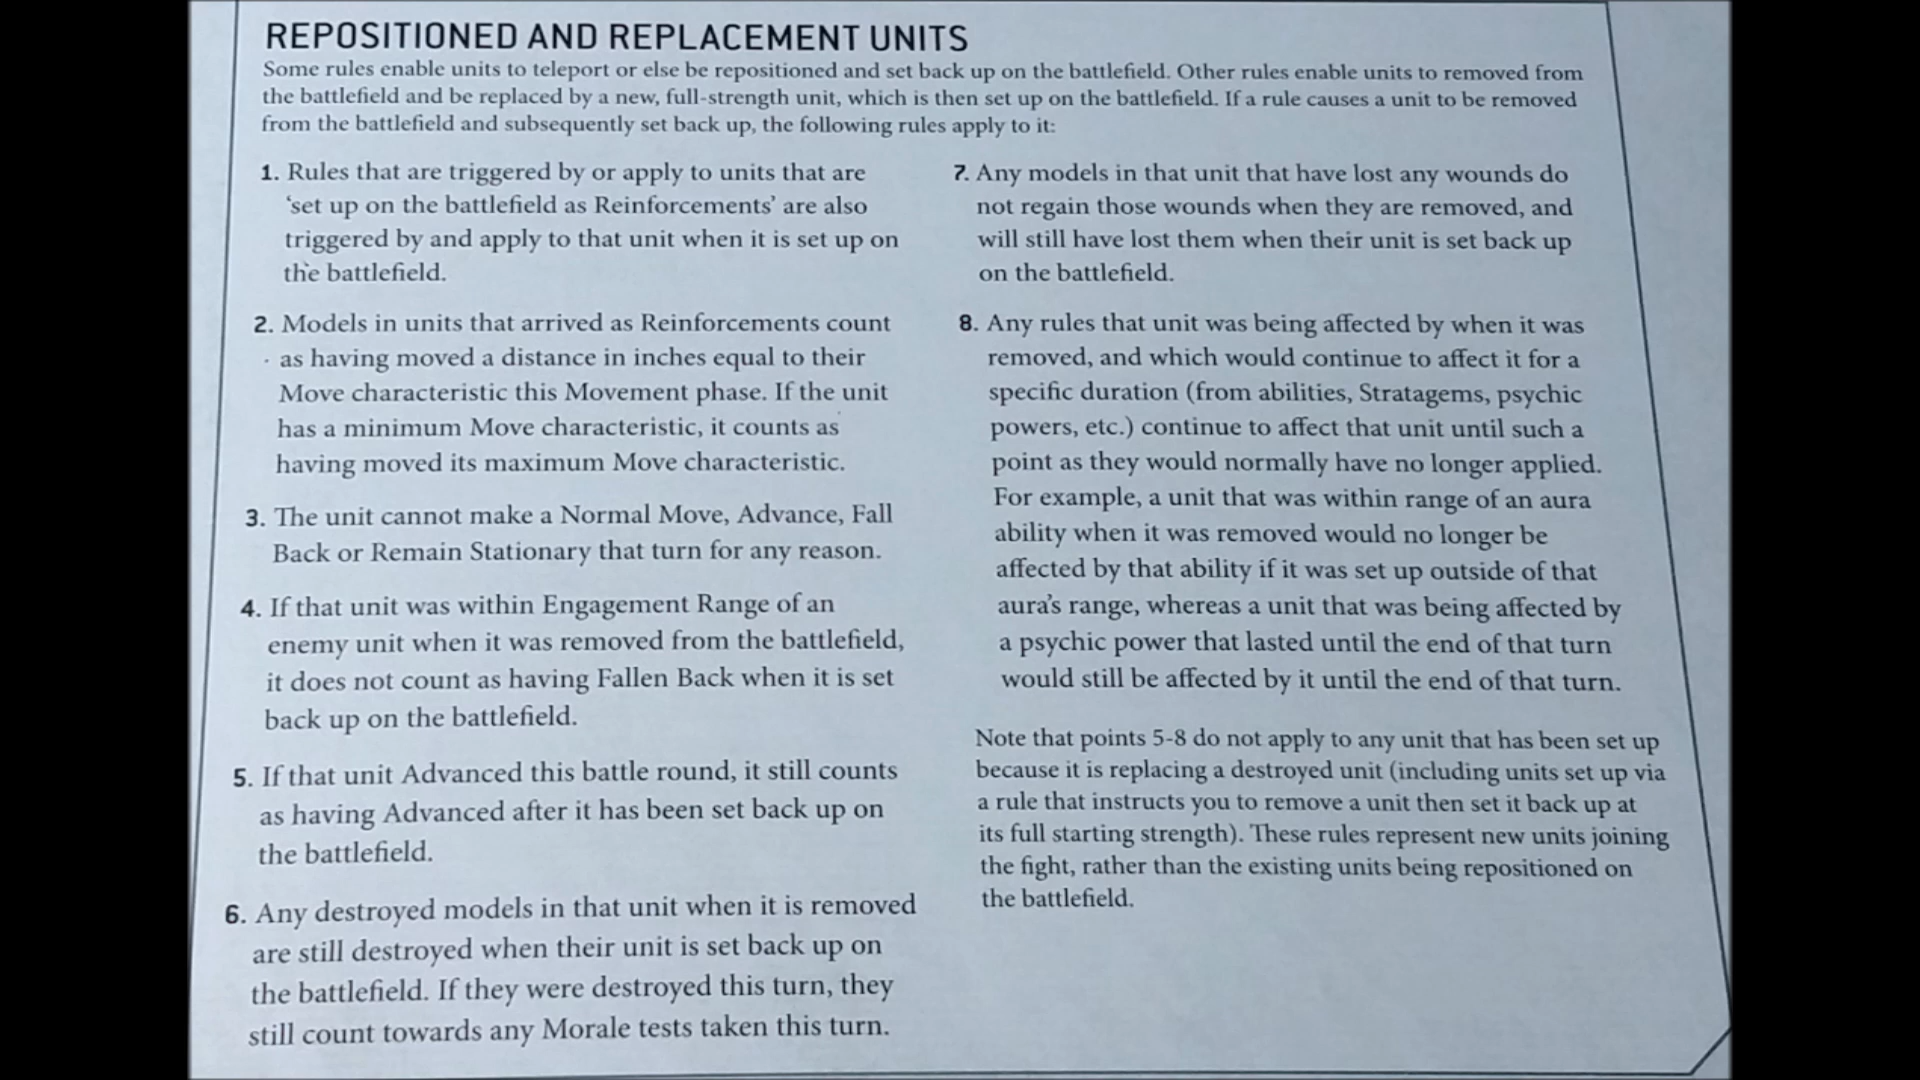 REPOSITIONED AND REPLACEMENT UNITS
Some rules enable units to teleport or else be repositioned and set back up on the battlefield. Other rules enable units to removed from
the battlefield and be replaced by a new, full-strength unit, which is then set up on the battlefield. If a rule causes a unit to be removed
from the battlefield and subsequently set back up, the following rules apply to it:
1. Rules that are triggered by or apply to units that are
‘set up on the battlefield as Reinforcements’ are also
triggered by and apply to that unit when it is set up on
the battlefield.
2. Models in units that arrived as Reinforcements count
as having moved a distance in inches equal to their
Move characteristic this Movement phase. If the unit
has a minimum Move characteristic, it counts as
having moved its maximum Move characteristic.
3. The unit cannot make a Normal Move, Advance, Fall
Back or Remain Stationary that turn for any reason.
4. If that unit was within Engagement Range of an
enemy unit when it was removed from the battlefield,
it does not count as having Fallen Back when it is set
back up on the battlefield.
5. If that unit Advanced this battle round, it still counts
as having Advanced after it has been set back up on
the battlefield.
6. Any destroyed models in that unit when it is removed
are still destroyed when their unit is set back up on
the battlefield. If they were destroyed this turn, they
still count towards any Morale tests taken this turn.
7. Any models in that unit that have lost any wounds do
not regain those wounds when they are removed, and
will still have lost them when their unit is set back up
on the battlefield.
8. Any rules that unit was being affected by when it was
removed, and which would continue to affect it for a
specific duration (from abilities, Stratagems, psychic
powers, etc.) continue to affect that unit until such a
point as they would normally have no longer applied.
For example, a unit that was within range of an aura
ability when it was removed would no longer be
affected by that ability if it was set up outside of that
aura’s range, whereas a unit that was being affected by
a psychic power that lasted until the end of that turn
would still be affected by it until the end of that turn.
Note that points 5-8 do not apply to any unit that has been set up
because it is replacing a destroyed unit (including units set up via
a rule that instructs you to remove a unit then set it back up at
its full starting strength). These rules represent new units joining
the fight, rather than the existing units being repositioned on
the battlefield.